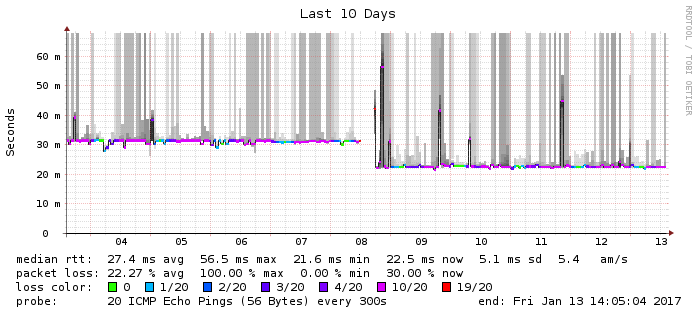 Last 10 Days
RRDTOOL / TOBI OETIKER
Seconds
60 m
50 m
40 m
30 m
20 m
10 m
0
04 05 06 07 08 09 10 11 12 13
median rtt: 27.4 ms avg 56.5 ms max 21.6 ms min 22.5 ms now 5.1 ms sd 5.4 am/s
packet loss: 22.27 % avg 100.00 % max 0.00 % min 30.00 % now
loss color: 0 1/20 2/20 3/20 4/20 10/20 19/20
probe: 20 ICMP Echo Pings (56 Bytes) every 300s end: Fri Jan 13 14:05:04 2017